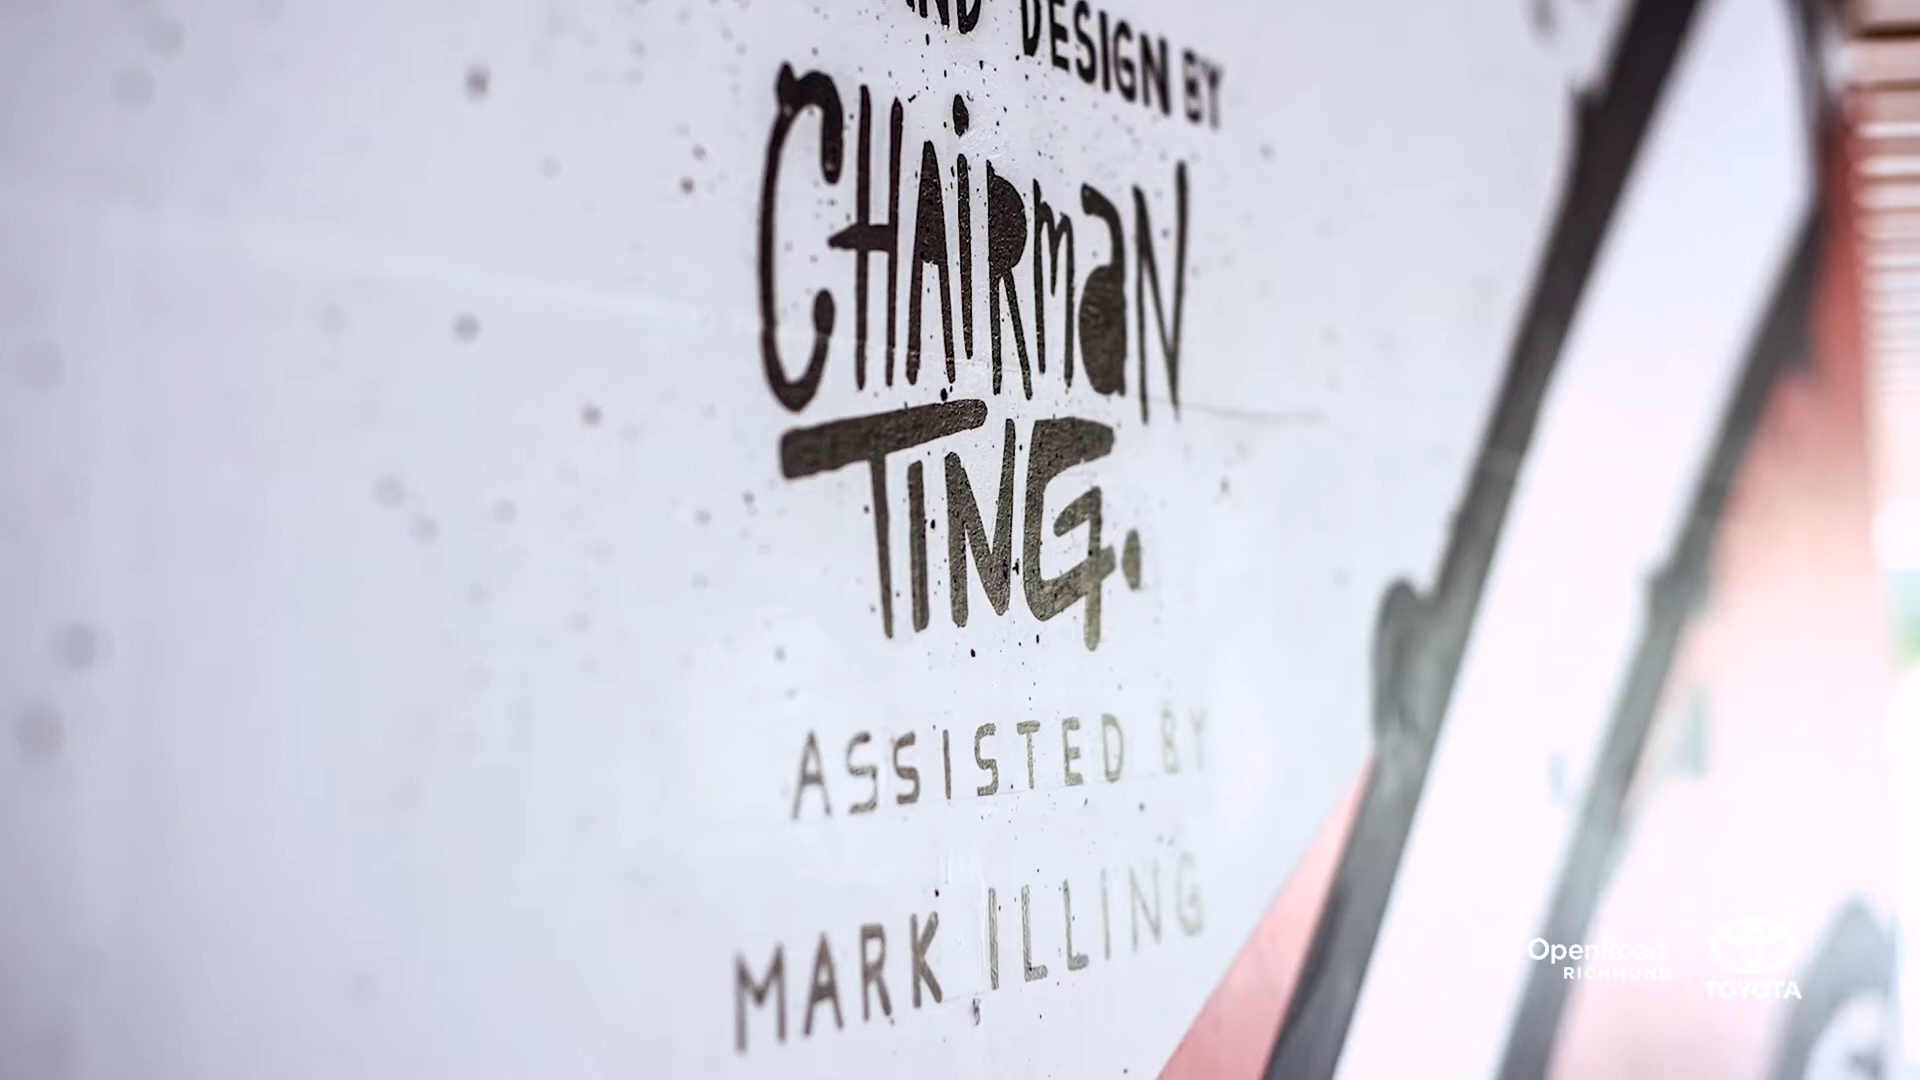 DESIGN BY
CHAiRmaN
TING.
ASSISTED BY
MARK ILLING
OpenRoad
RICHMOND
TOYOTA